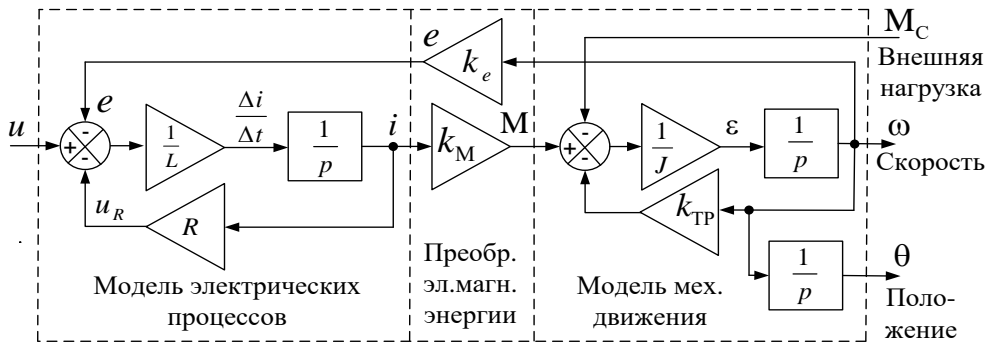 M_C
Внешняя
нагрузка
e
k_e
u
e
1/L
Δi/Δt
1/p
i
k_M
M
1/J
ε
1/p
ω
Скорость
u_R
R
k_ТР
1/p
θ
Поло-
жение
Модель электрических
процессов
Преобр.
эл.магн.
энергии
Модель мех.
движения
+
-
-
+
-
-